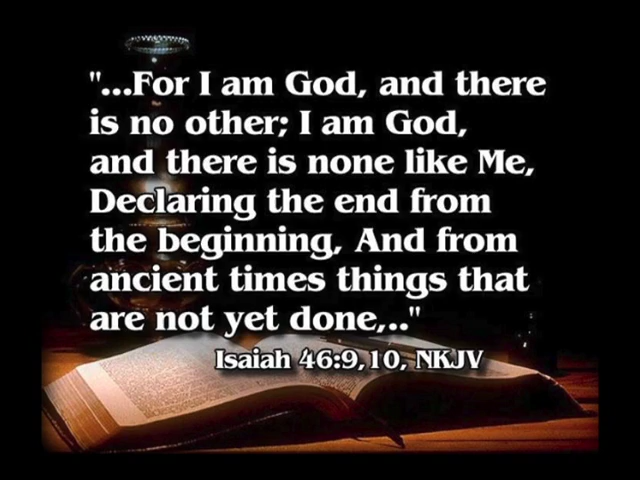 "...For I am God, and there
is no other; I am God,
and there is none like Me,
Declaring the end from
the beginning, And from
ancient times things that
are not yet done,.."
Isaiah 46:9,10, NKJV